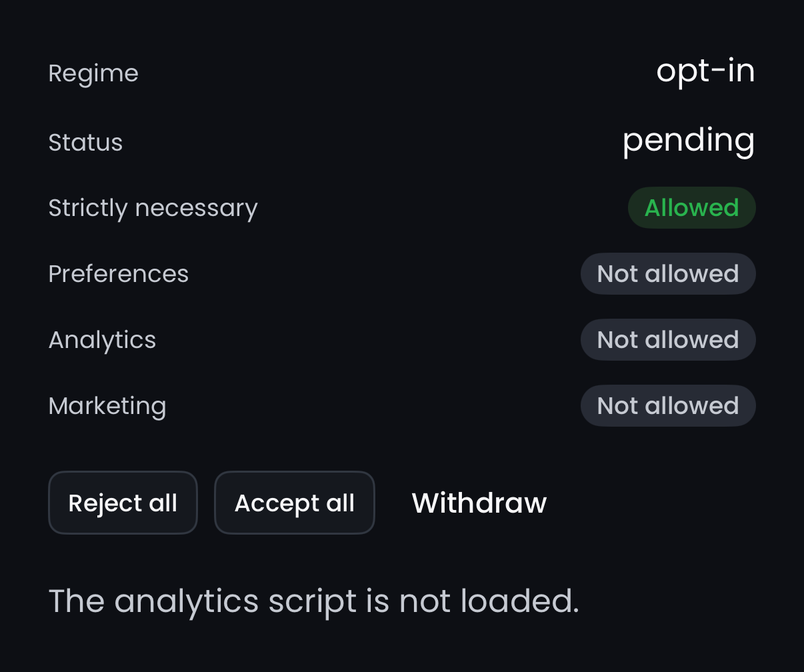 Regime opt-in
Status pending
Strictly necessary Allowed
Preferences Not allowed
Analytics Not allowed
Marketing Not allowed
Reject all Accept all Withdraw
The analytics script is not loaded.